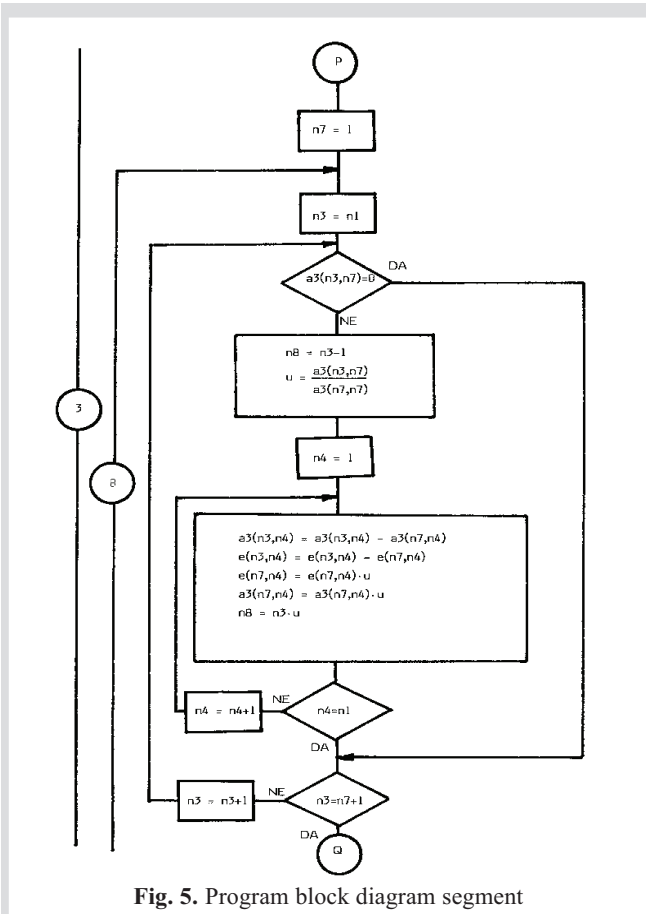 P
n7 = 1
n3 = n1
a3(n3,n7)=0
DA
NE
n8 = n3-1
u = a3(n3,n7)
a3(n7,n7)
3
n4 = 1
8
a3(n3,n4) = a3(n3,n4) - a3(n7,n4)
e(n3,n4) = e(n3,n4) - e(n7,n4)
e(n7,n4) = e(n7,n4)·u
a3(n7,n4) = a3(n7,n4)·u
n8 = n3·u
n4 = n4+1
NE
n4=n1
DA
n3 = n3+1
NE
n3=n7+1
DA
Q
Fig. 5. Program block diagram segment